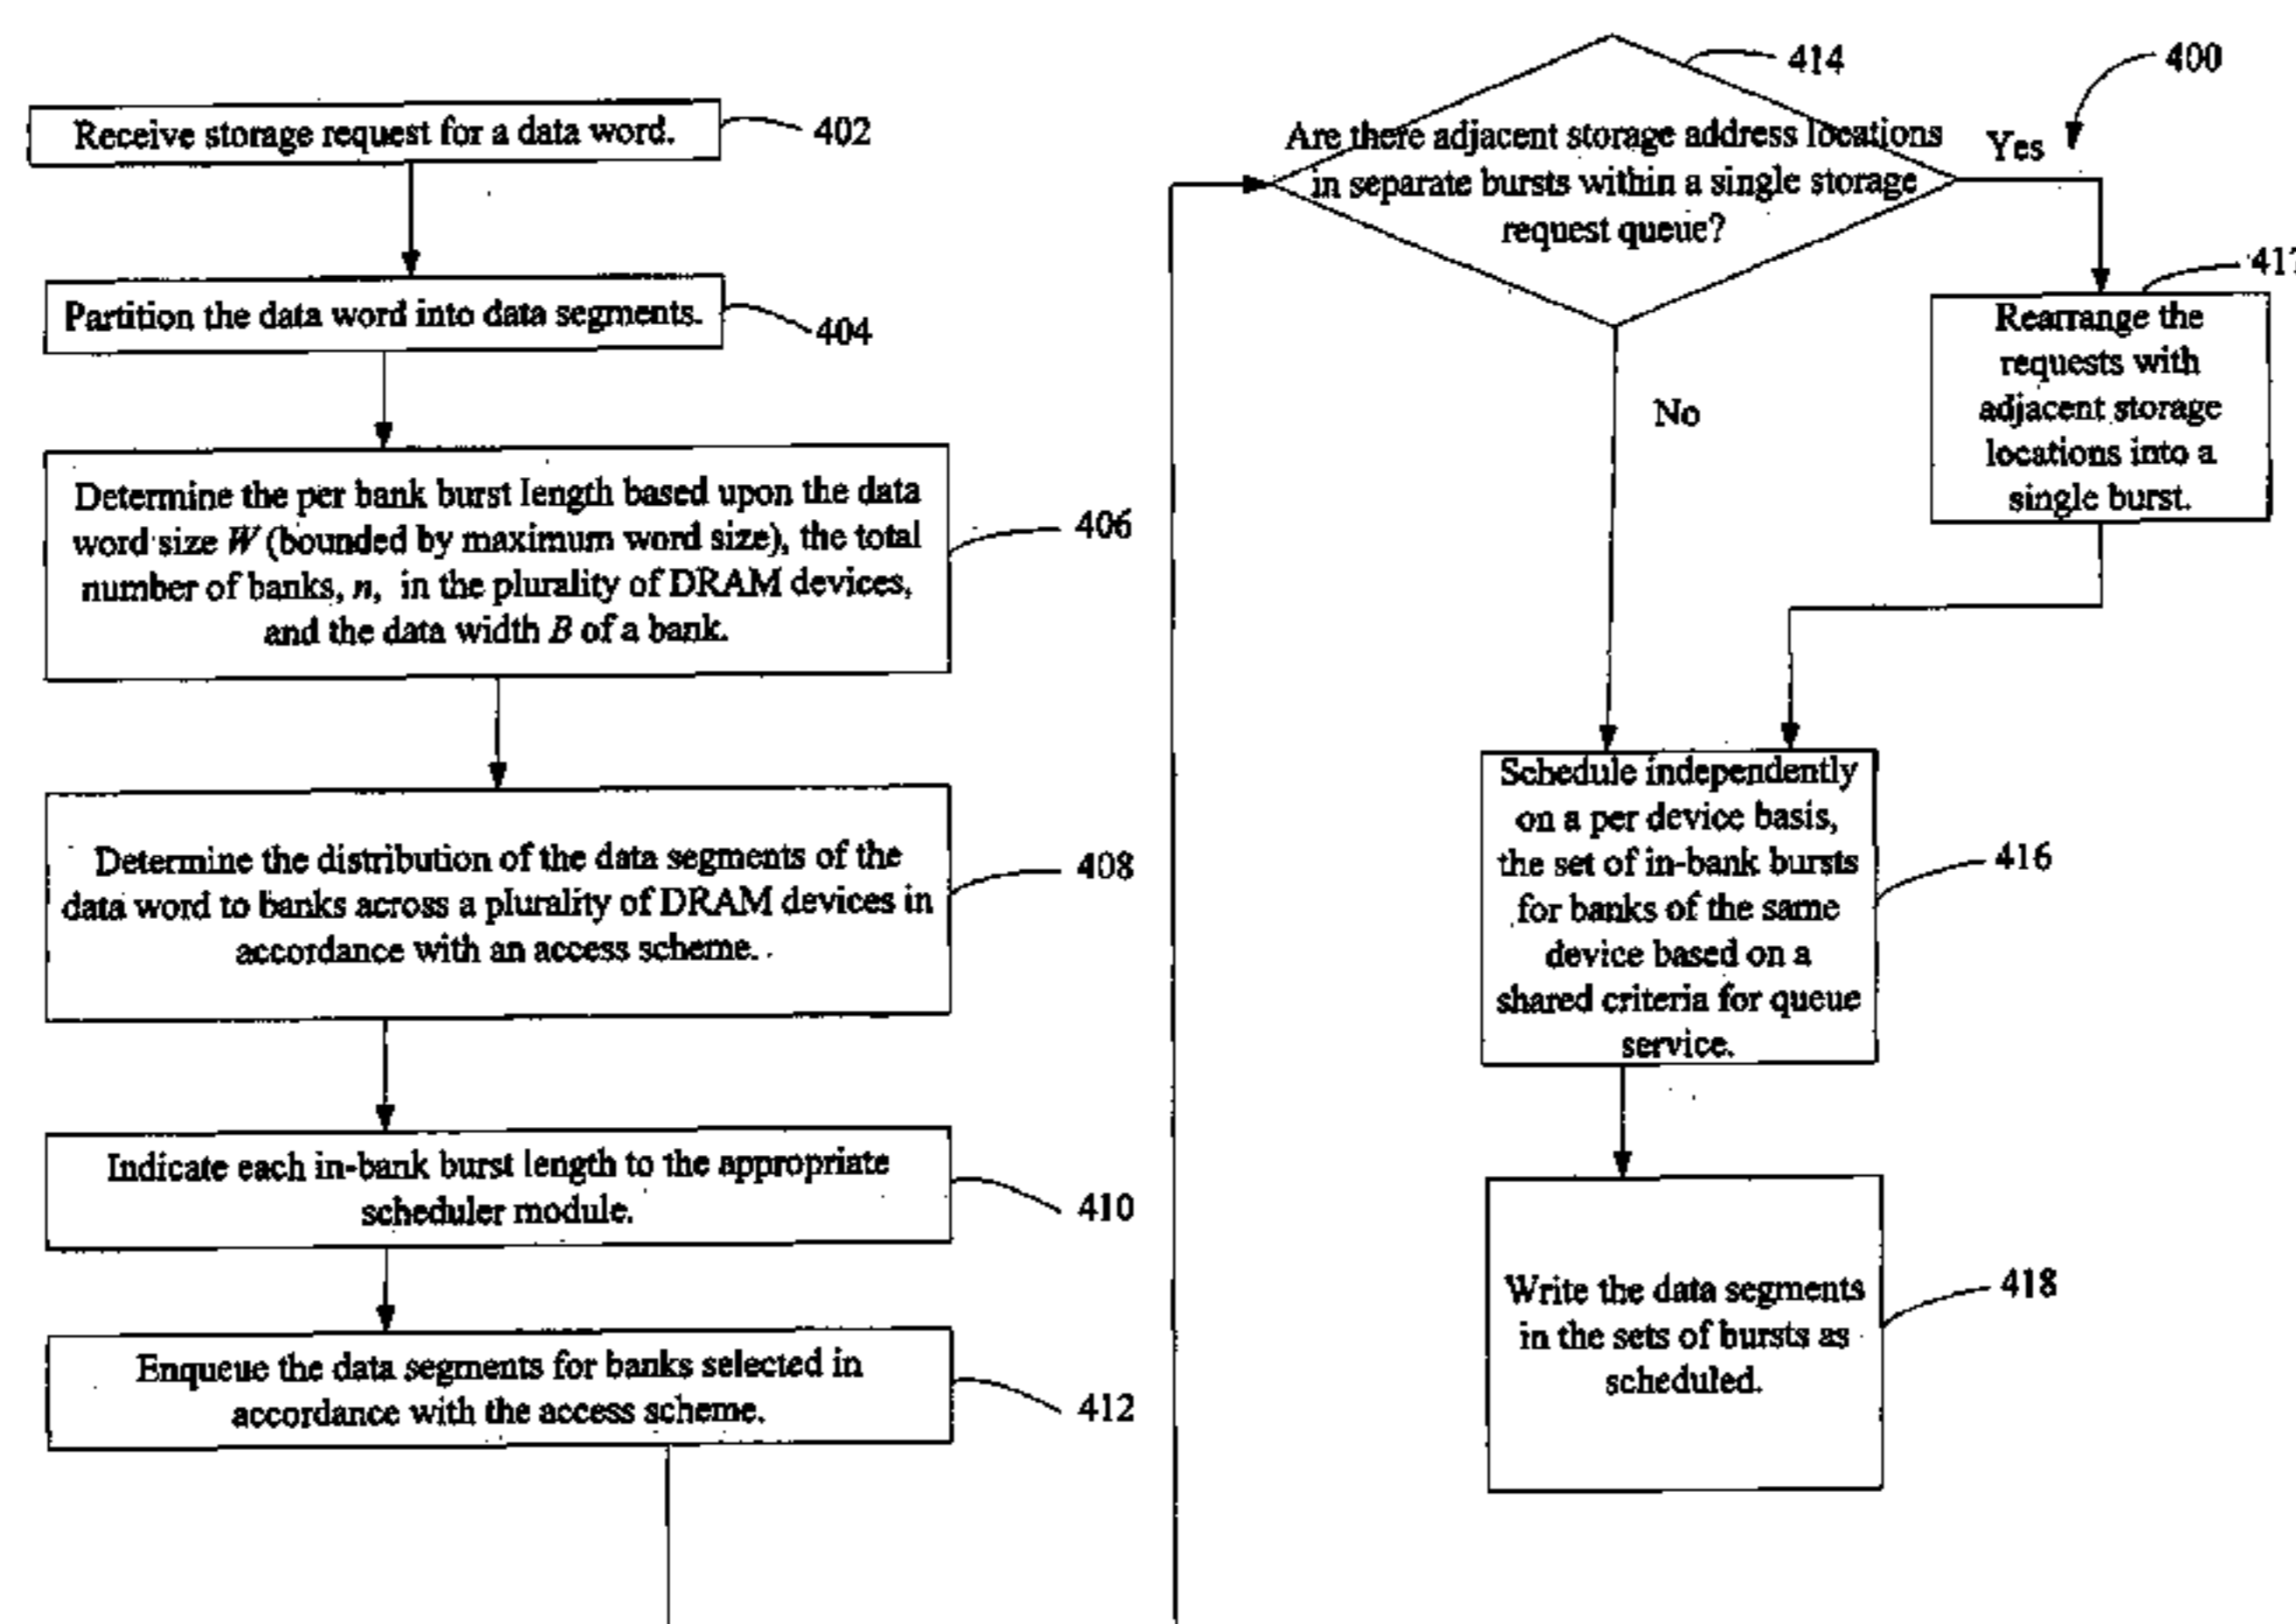 Receive storage request for a data word.
402
Partition the data word into data segments.
404
Determine the per bank burst length based upon the data
word size W (bounded by maximum word size), the total
number of banks, n, in the plurality of DRAM devices,
and the data width B of a bank.
406
Determine the distribution of the data segments of the
data word to banks across a plurality of DRAM devices in
accordance with an access scheme.
408
Indicate each in-bank burst length to the appropriate
scheduler module.
410
Enqueue the data segments for banks selected in
accordance with the access scheme.
412
414
400
Are there adjacent storage address locations
in separate bursts within a single storage
request queue?
Yes
No
417
Rearrange the
requests with
adjacent storage
locations into a
single burst.
Schedule independently
on a per device basis,
the set of in-bank bursts
for banks of the same
device based on a
shared criteria for queue
service.
416
Write the data segments
in the sets of bursts as
scheduled.
418